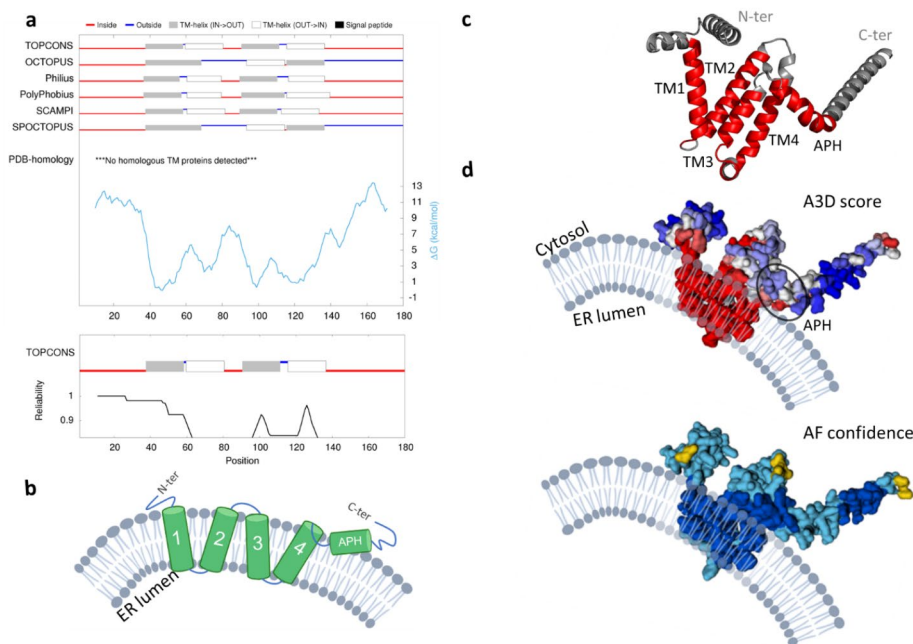 a
Inside Outside TM-helix (IN->OUT) TM-helix (OUT->IN) Signal peptide
TOPCONS
OCTOPUS
Philius
PolyPhobius
SCAMPI
SPOCTOPUS
PDB-homology ***No homologous TM proteins detected***
13
11
9
7
5
3
1
-1
ΔG (kcal/mol)
0 20 40 60 80 100 120 140 160 180
TOPCONS
Reliability
1
0.9
0 20 40 60 80 100 120 140 160 180
Position
b
N-ter
C-ter
1 2 3 4 APH
ER lumen
c
N-ter
C-ter
TM2
TM1
TM4
APH
TM3
d
A3D score
Cytosol
ER lumen
APH
AF confidence